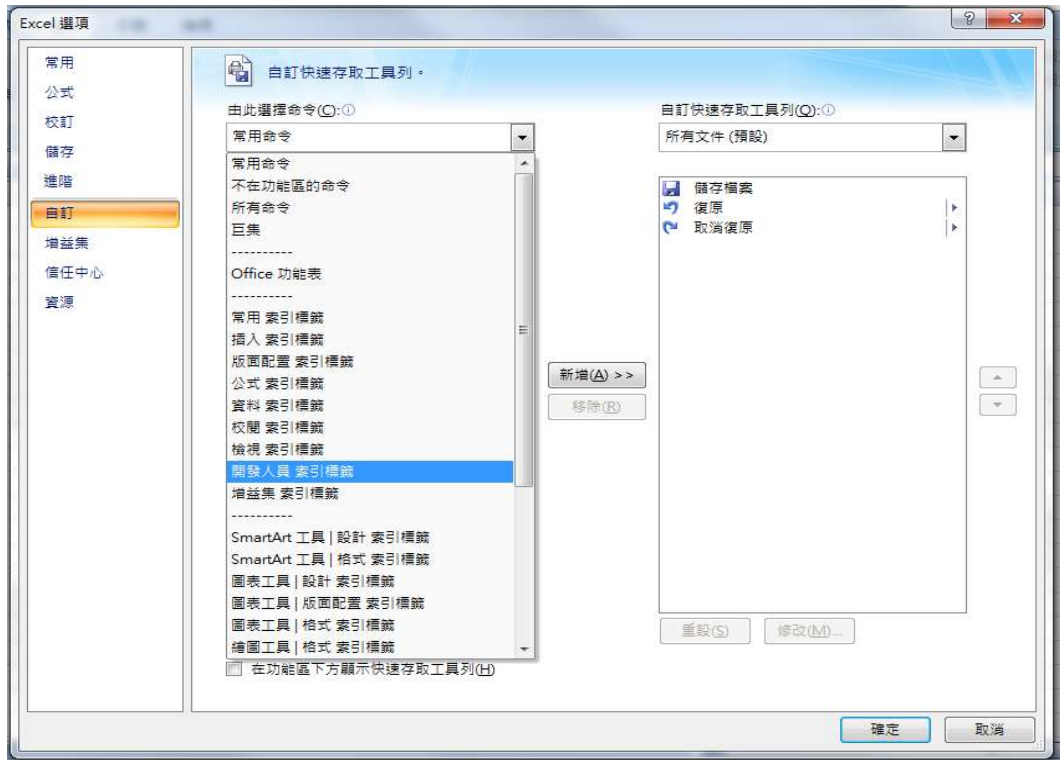 Excel 選項
常用
公式
校訂
儲存
進階
自訂
增益集
信任中心
資源
自訂快速存取工具列。
由此選擇命令(C):
常用命令
常用命令
不在功能區的命令
所有命令
巨集
----------
Office 功能表
----------
常用 索引標籤
插入 索引標籤
版面配置 索引標籤
公式 索引標籤
資料 索引標籤
校閱 索引標籤
檢視 索引標籤
開發人員 索引標籤
增益集 索引標籤
----------
SmartArt 工具 | 設計 索引標籤
SmartArt 工具 | 格式 索引標籤
圖表工具 | 設計 索引標籤
圖表工具 | 版面配置 索引標籤
圖表工具 | 格式 索引標籤
繪圖工具 | 格式 索引標籤
在功能區下方顯示快速存取工具列(H)
新增(A) >>
移除(R)
自訂快速存取工具列(Q):
所有文件 (預設)
儲存檔案
復原
取消復原
重設(S)
修改(M)...
確定
取消